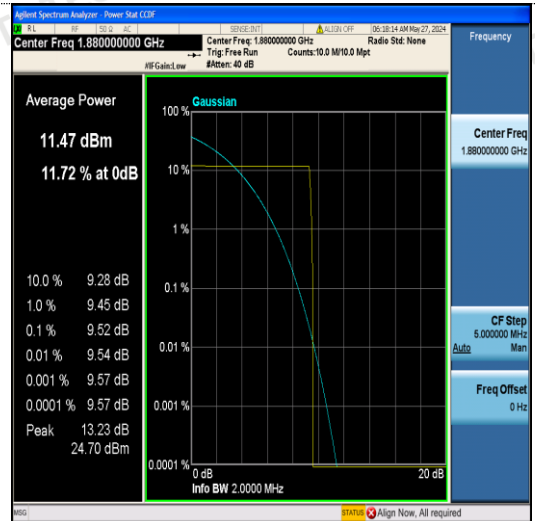 Agilent Spectrum Analyzer - Power Stat CCDF
RL RF 50 Ω AC SENSE:INT ALIGN OFF 06:18:14 AM May 27, 2024
Center Freq 1.880000000 GHz
Center Freq: 1.880000000 GHz Radio Std: None
Trig: Free Run Counts:10.0 M/10.0 Mpt
#IFGain:Low #Atten: 40 dB
Frequency
Average Power
11.47 dBm
11.72 % at 0dB
10.0 % 9.28 dB
1.0 % 9.45 dB
0.1 % 9.52 dB
0.01 % 9.54 dB
0.001 % 9.57 dB
0.0001 % 9.57 dB
Peak 13.23 dB
24.70 dBm
100 % Gaussian
10 %
1 %
0.1 %
0.01 %
0.001 %
0.0001 %
0 dB 20 dB
Info BW 2.0000 MHz
Center Freq
1.880000000 GHz
CF Step
5.000000 MHz
Auto Man
Freq Offset
0 Hz
MSG STATUS Align Now, All required